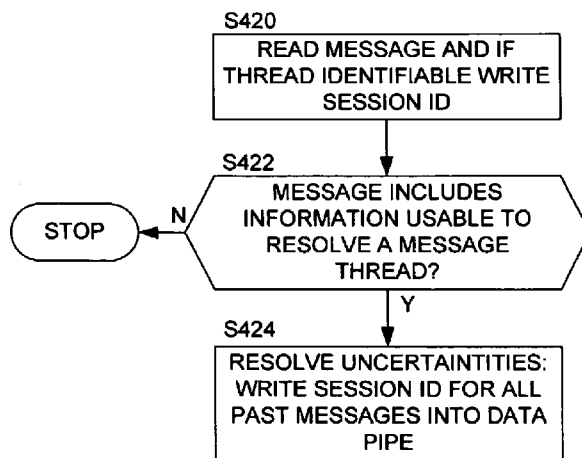 S420
READ MESSAGE AND IF
THREAD IDENTIFIABLE WRITE
SESSION ID
S422
MESSAGE INCLUDES
INFORMATION USABLE TO
RESOLVE A MESSAGE
THREAD?
N
STOP
Y
S424
RESOLVE UNCERTAINTITIES:
WRITE SESSION ID FOR ALL
PAST MESSAGES INTO DATA
PIPE